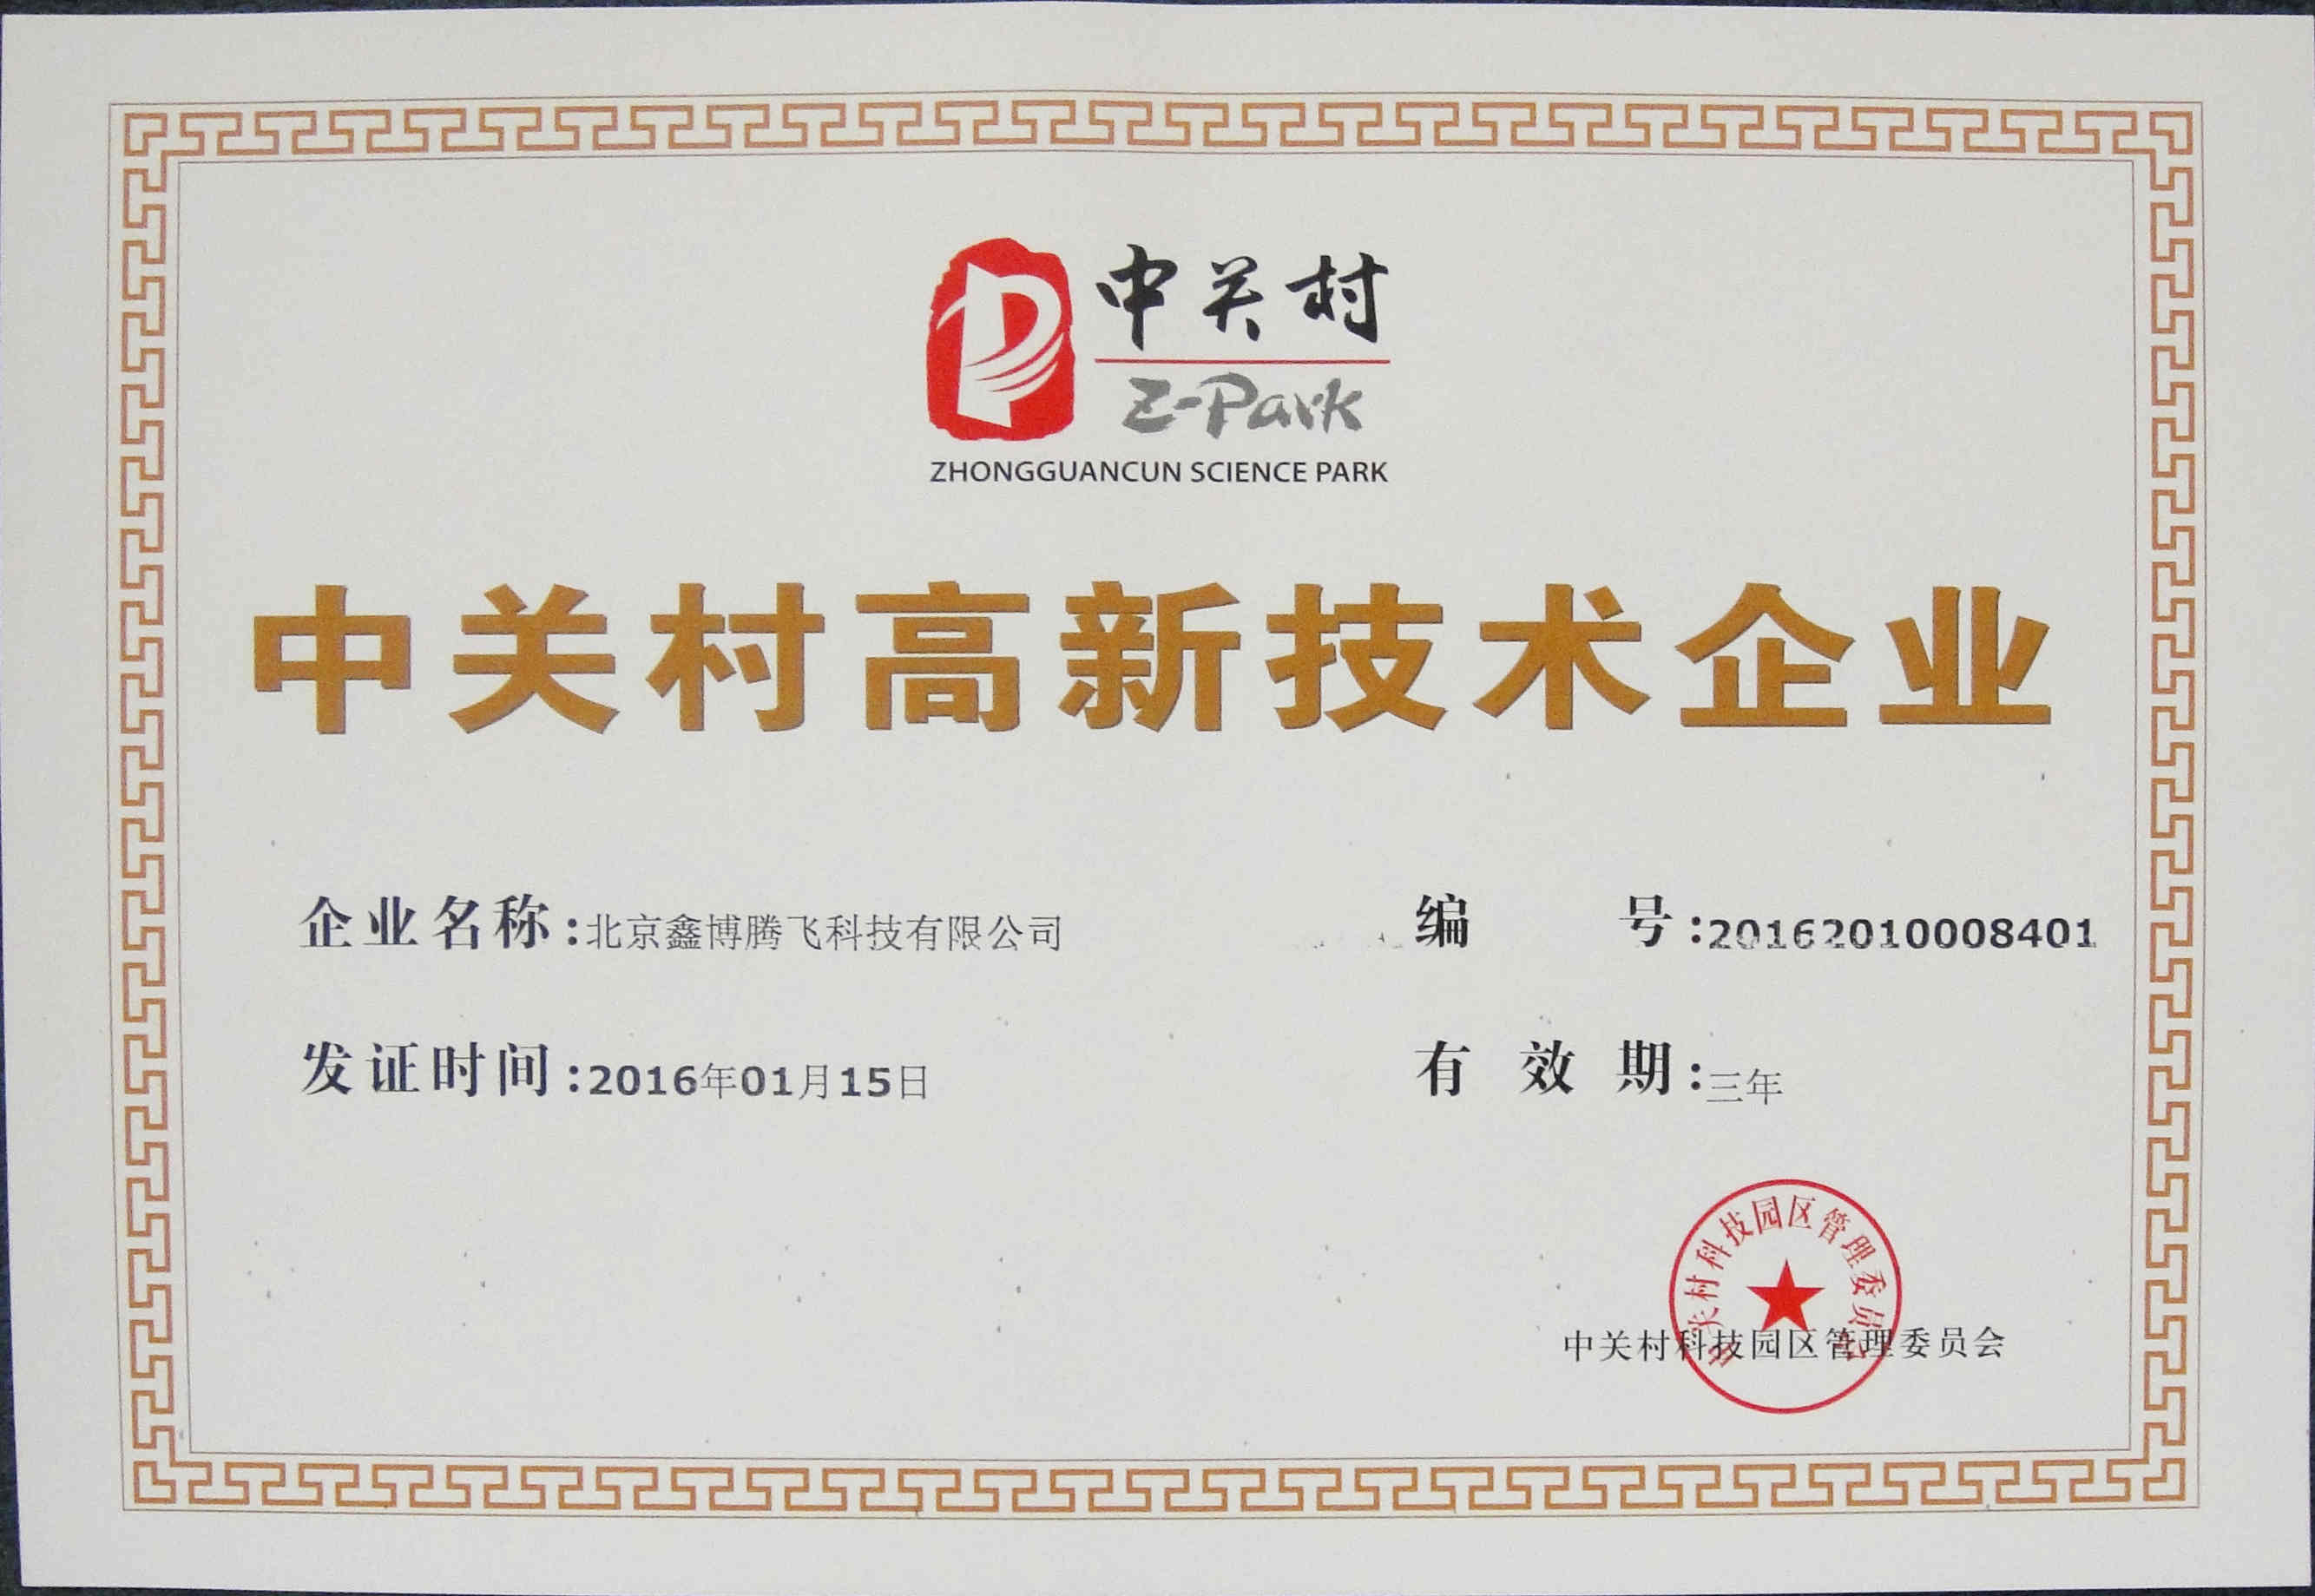 中关村
Z-Park
ZHONGGUANCUN SCIENCE PARK
中关村高新技术企业
企业名称:北京鑫博腾飞科技有限公司
编 号:20162010008401
发证时间:2016年01月15日
有 效 期:三年
中关村科技园区管理委员会
中关村科技园区管理委员会